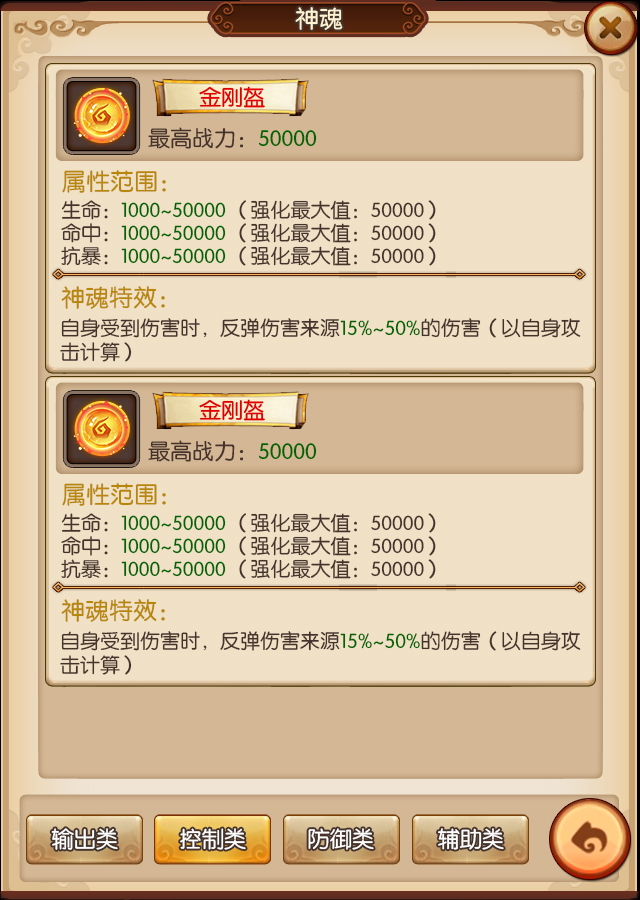 神魂
金刚盔
最高战力：50000
属性范围：
生命：1000~50000（强化最大值：50000）
命中：1000~50000（强化最大值：50000）
抗暴：1000~50000（强化最大值：50000）
神魂特效：
自身受到伤害时，反弹伤害来源15%~50%的伤害（以自身攻
击计算）
金刚盔
最高战力：50000
属性范围：
生命：1000~50000（强化最大值：50000）
命中：1000~50000（强化最大值：50000）
抗暴：1000~50000（强化最大值：50000）
神魂特效：
自身受到伤害时，反弹伤害来源15%~50%的伤害（以自身攻
击计算）
输出类 控制类 防御类 辅助类